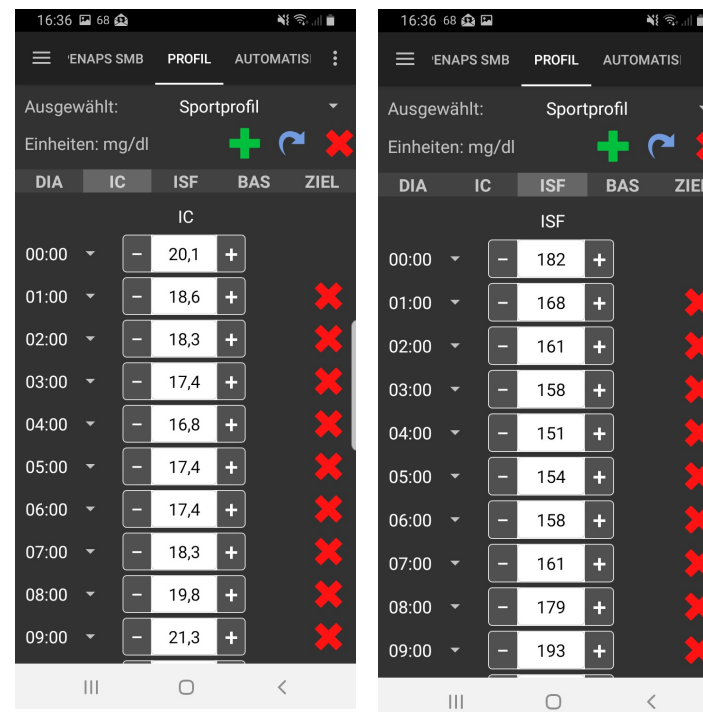 16:36 68
'ENAPS SMB PROFIL AUTOMATISI
Ausgewählt: Sportprofil
Einheiten: mg/dl
DIA IC ISF BAS ZIEL
IC
00:00 - 20,1 +
01:00 - 18,6 +
02:00 - 18,3 +
03:00 - 17,4 +
04:00 - 16,8 +
05:00 - 17,4 +
06:00 - 17,4 +
07:00 - 18,3 +
08:00 - 19,8 +
09:00 - 21,3 +
16:36 68
'ENAPS SMB PROFIL AUTOMATISI
Ausgewählt: Sportprofil
Einheiten: mg/dl
DIA IC ISF BAS ZIEL
ISF
00:00 - 182 +
01:00 - 168 +
02:00 - 161 +
03:00 - 158 +
04:00 - 151 +
05:00 - 154 +
06:00 - 158 +
07:00 - 161 +
08:00 - 179 +
09:00 - 193 +